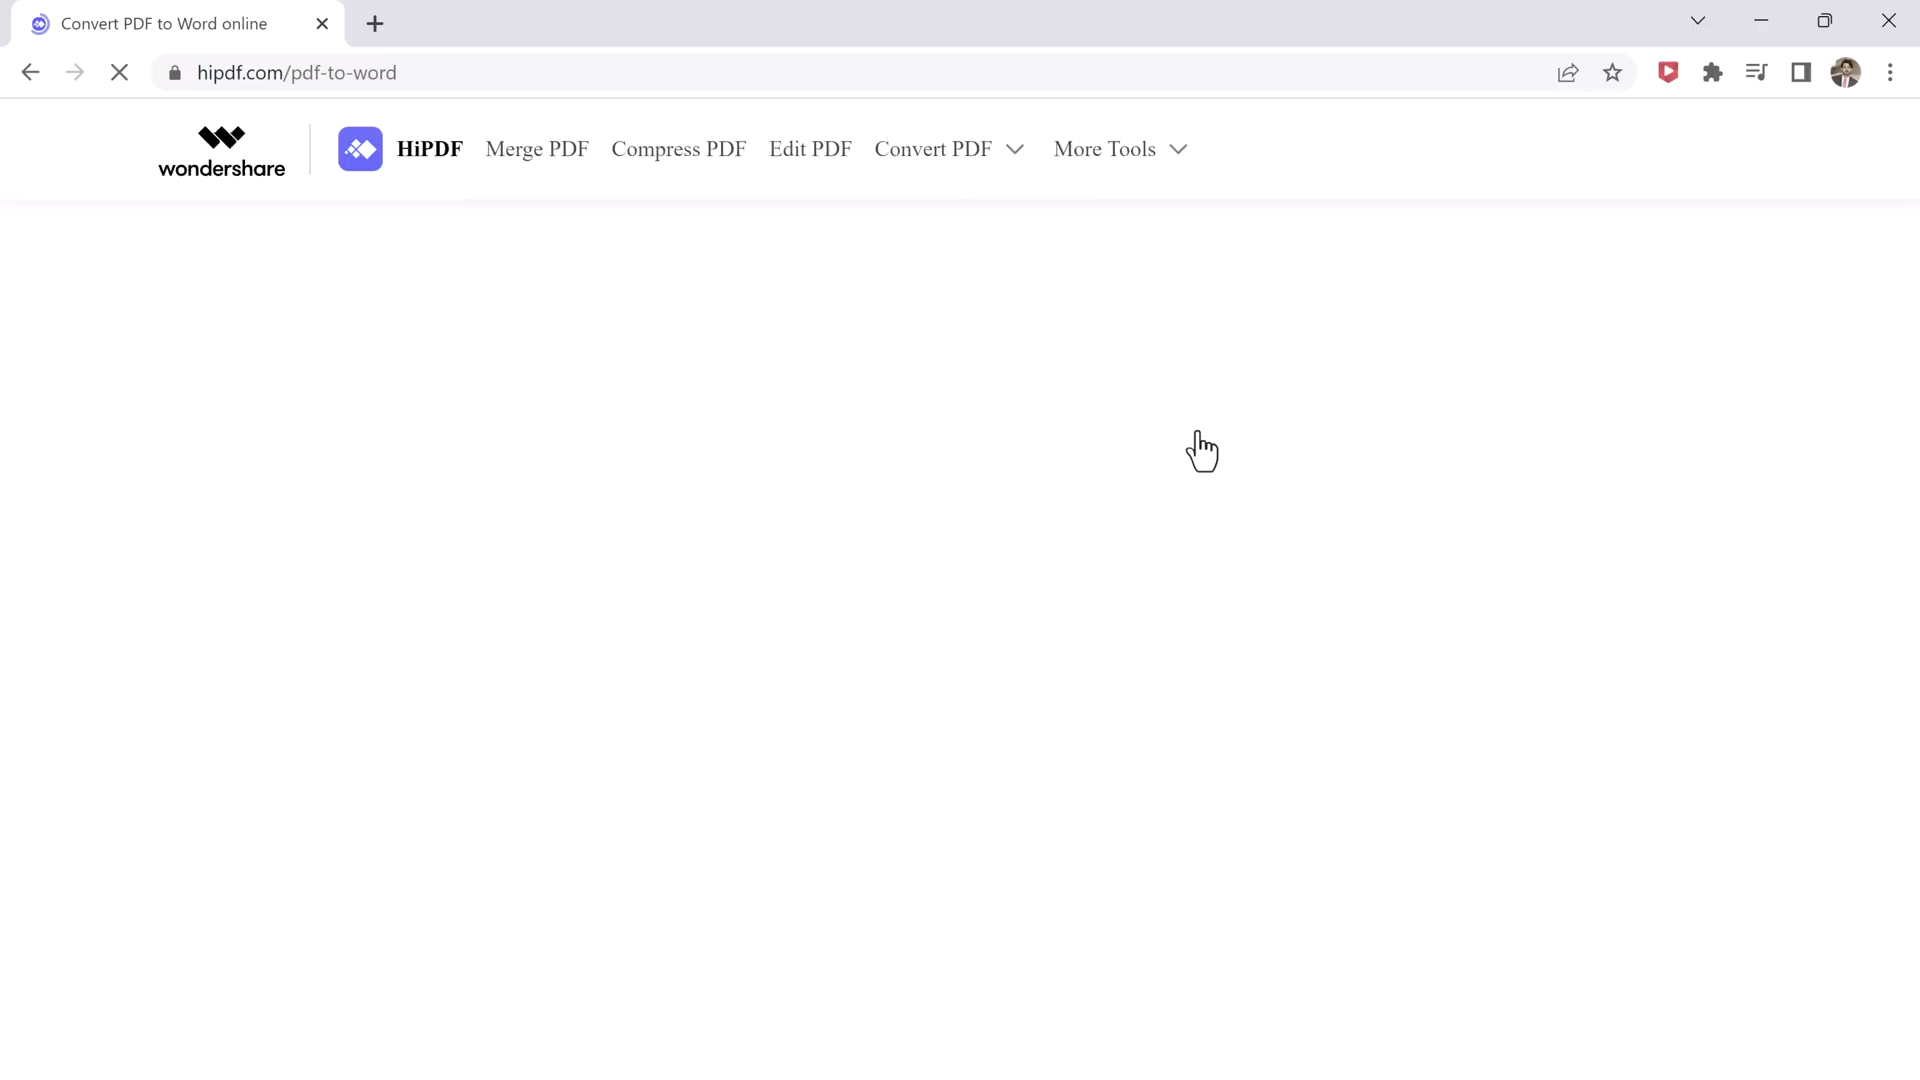 Convert PDF to Word online
hipdf.com/pdf-to-word
wondershare
HiPDF Merge PDF Compress PDF Edit PDF Convert PDF More Tools